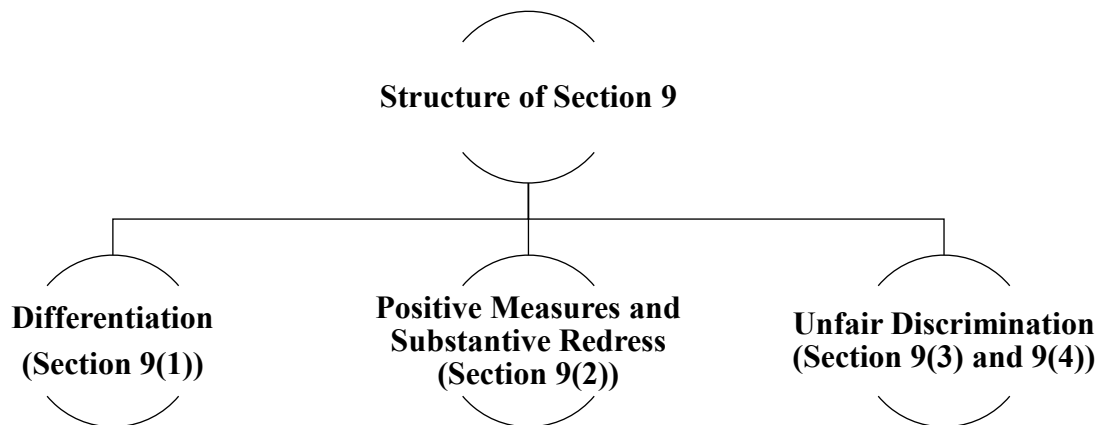 Structure of Section 9
Differentiation
(Section 9(1))
Positive Measures and
Substantive Redress
(Section 9(2))
Unfair Discrimination
(Section 9(3) and 9(4))